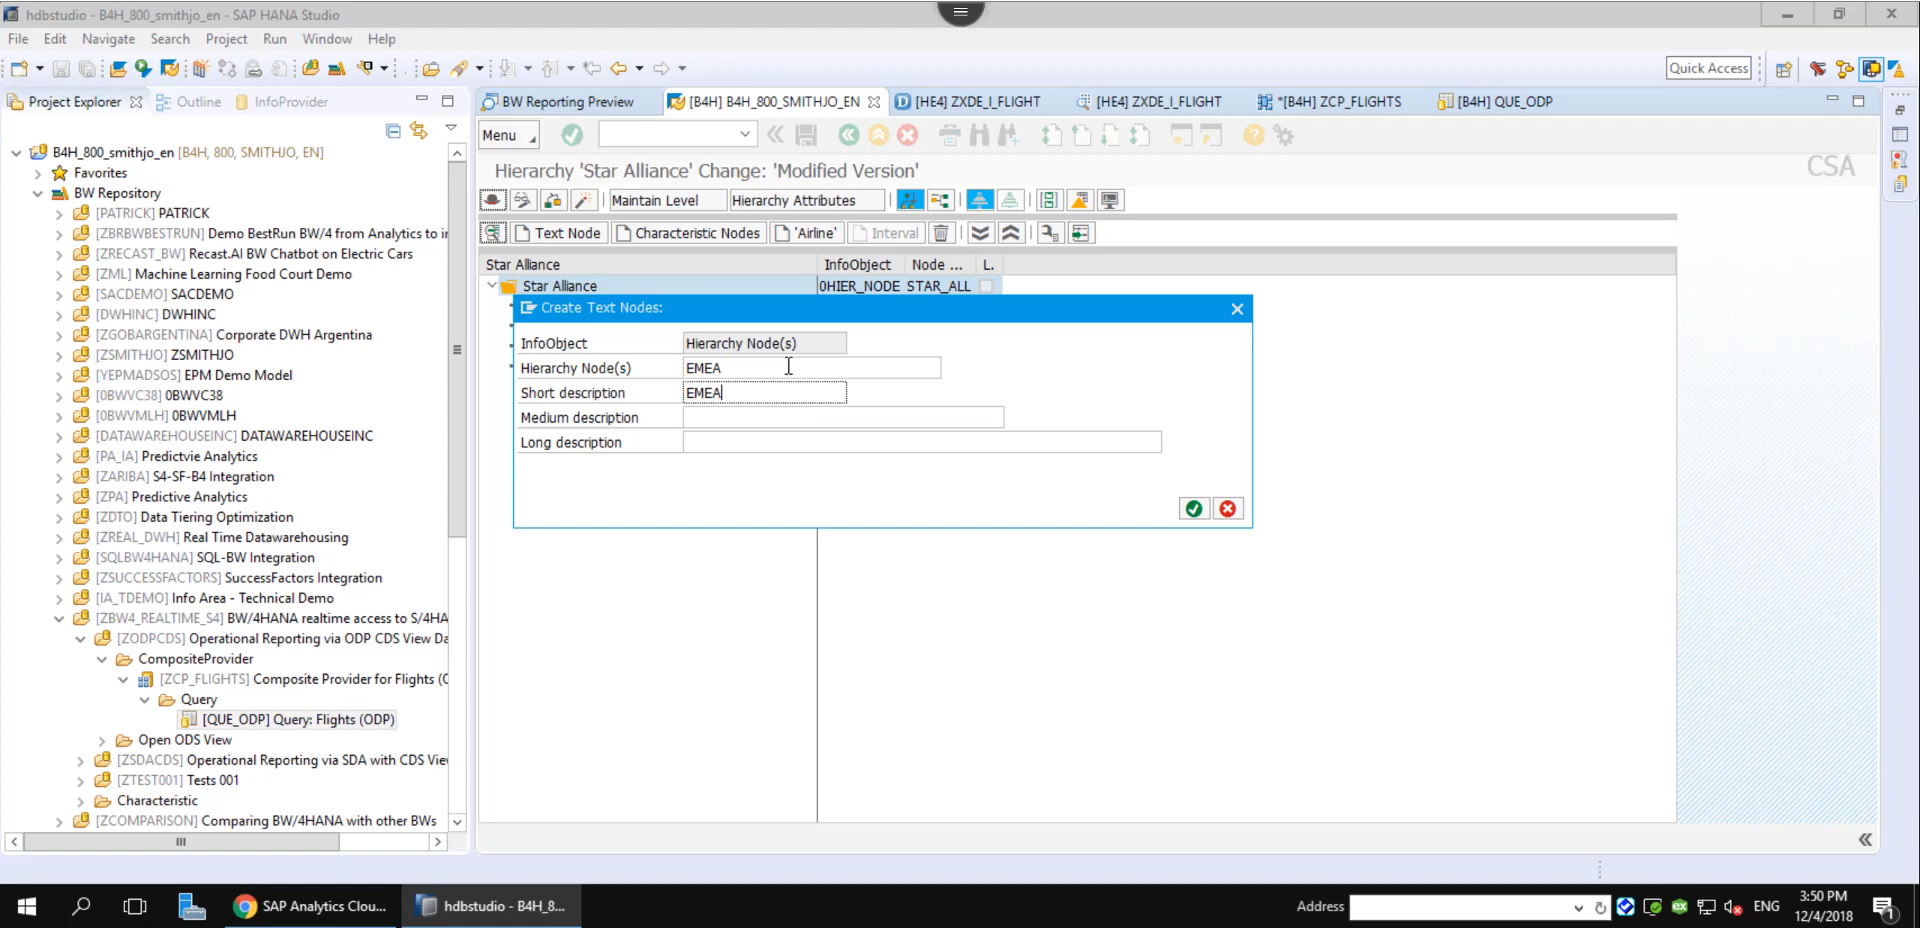 hdbstudio - B4H_800_smithjo_en - SAP HANA Studio
File Edit Navigate Search Project Run Window Help
Quick Access
Project Explorer Outline InfoProvider
BW Reporting Preview [B4H] B4H_800_SMITHJO_EN [HE4] ZXDE_I_FLIGHT [HE4] ZXDE_I_FLIGHT *[B4H] ZCP_FLIGHTS [B4H] QUE_ODP
Menu
Hierarchy 'Star Alliance' Change: 'Modified Version'
CSA
Maintain Level Hierarchy Attributes
Text Node Characteristic Nodes 'Airline' Interval
Star Alliance InfoObject Node ... L.
Star Alliance 0HIER_NODE STAR_ALL
Create Text Nodes:
InfoObject Hierarchy Node(s)
Hierarchy Node(s) EMEA
Short description EMEA
Medium description
Long description
B4H_800_smithjo_en [B4H, 800, SMITHJO, EN]
Favorites
BW Repository
[PATRICK] PATRICK
[ZBRBWBESTRUN] Demo BestRun BW/4 from Analytics to in
[ZRECAST_BW] Recast.AI BW Chatbot on Electric Cars
[ZML] Machine Learning Food Court Demo
[SACDEMO] SACDEMO
[DWHINC] DWHINC
[ZGOBARGENTINA] Corporate DWH Argentina
[ZSMITHJO] ZSMITHJO
[YEPMADSOS] EPM Demo Model
[0BWVC38] 0BWVC38
[0BWVMLH] 0BWVMLH
[DATAWAREHOUSEINC] DATAWAREHOUSEINC
[PA_IA] Predictvie Analytics
[ZARIBA] S4-SF-B4 Integration
[ZPA] Predictive Analytics
[ZDTO] Data Tiering Optimization
[ZREAL_DWH] Real Time Datawarehousing
[SQLBW4HANA] SQL-BW Integration
[ZSUCCESSFACTORS] SuccessFactors Integration
[IA_TDEMO] Info Area - Technical Demo
[ZBW4_REALTIME_S4] BW/4HANA realtime access to S/4HA
[ZODPCDS] Operational Reporting via ODP CDS View Da
CompositeProvider
[ZCP_FLIGHTS] Composite Provider for Flights (C
Query
[QUE_ODP] Query: Flights (ODP)
Open ODS View
[ZSDACDS] Operational Reporting via SDA with CDS View
[ZTEST001] Tests 001
Characteristic
[ZCOMPARISON] Comparing BW/4HANA with other BWs
SAP Analytics Clou... hdbstudio - B4H_8... Address ENG
3:50 PM
12/4/2018
1